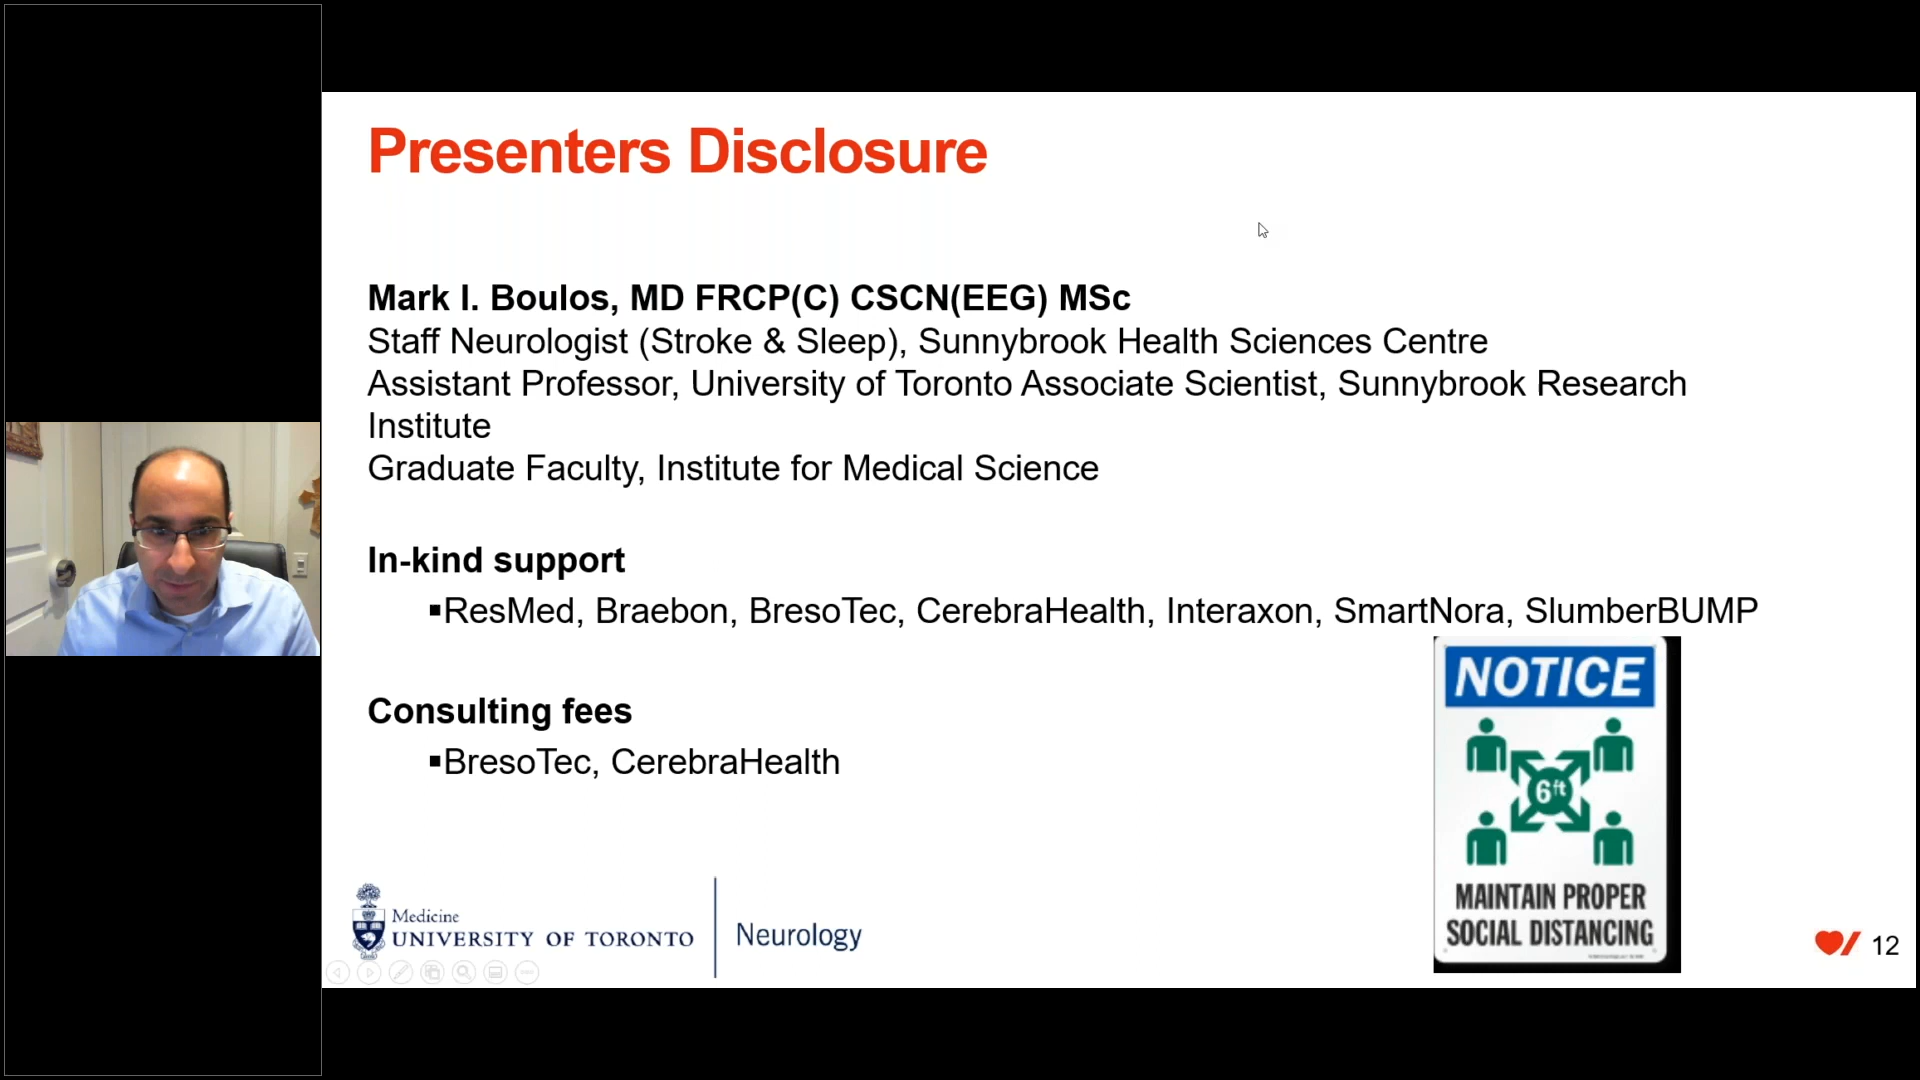 Presenters Disclosure
Mark I. Boulos, MD FRCP(C) CSCN(EEG) MSc
Staff Neurologist (Stroke & Sleep), Sunnybrook Health Sciences Centre
Assistant Professor, University of Toronto Associate Scientist, Sunnybrook Research
Institute
Graduate Faculty, Institute for Medical Science
In-kind support
▪ResMed, Braebon, BresoTec, CerebraHealth, Interaxon, SmartNora, SlumberBUMP
Consulting fees
▪BresoTec, CerebraHealth
NOTICE
6ft
MAINTAIN PROPER
SOCIAL DISTANCING
Medicine
UNIVERSITY OF TORONTO
Neurology
12